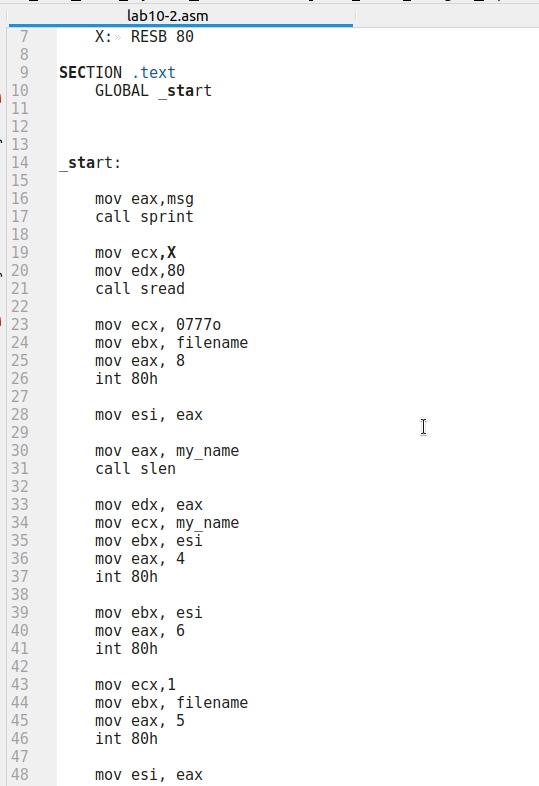 lab10-2.asm
7 X:» RESB 80
8
9 SECTION .text
10 GLOBAL _start
11
12
13
14 _start:
15
16 mov eax,msg
17 call sprint
18
19 mov ecx,X
20 mov edx,80
21 call sread
22
23 mov ecx, 0777o
24 mov ebx, filename
25 mov eax, 8
26 int 80h
27
28 mov esi, eax
29
30 mov eax, my_name
31 call slen
32
33 mov edx, eax
34 mov ecx, my_name
35 mov ebx, esi
36 mov eax, 4
37 int 80h
38
39 mov ebx, esi
40 mov eax, 6
41 int 80h
42
43 mov ecx,1
44 mov ebx, filename
45 mov eax, 5
46 int 80h
47
48 mov esi, eax